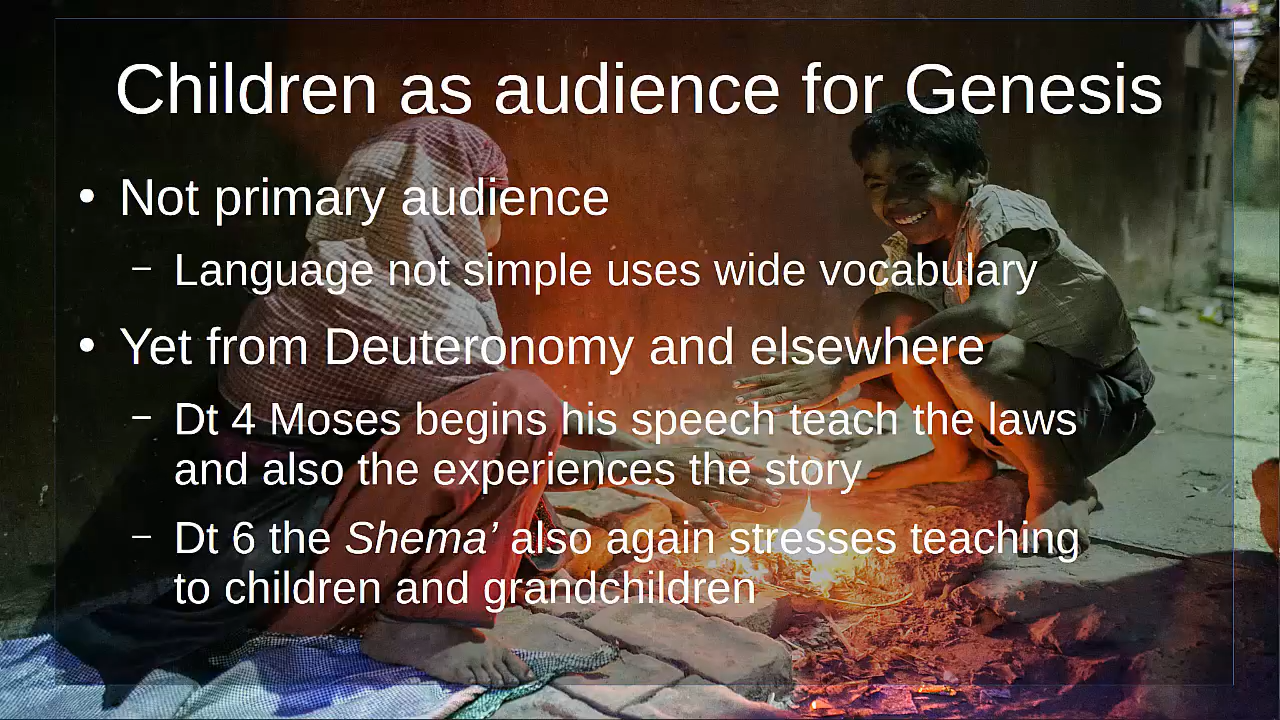 Children as audience for Genesis
• Not primary audience
– Language not simple uses wide vocabulary
• Yet from Deuteronomy and elsewhere
– Dt 4 Moses begins his speech teach the laws
and also the experiences the story
– Dt 6 the Shema’ also again stresses teaching
to children and grandchildren